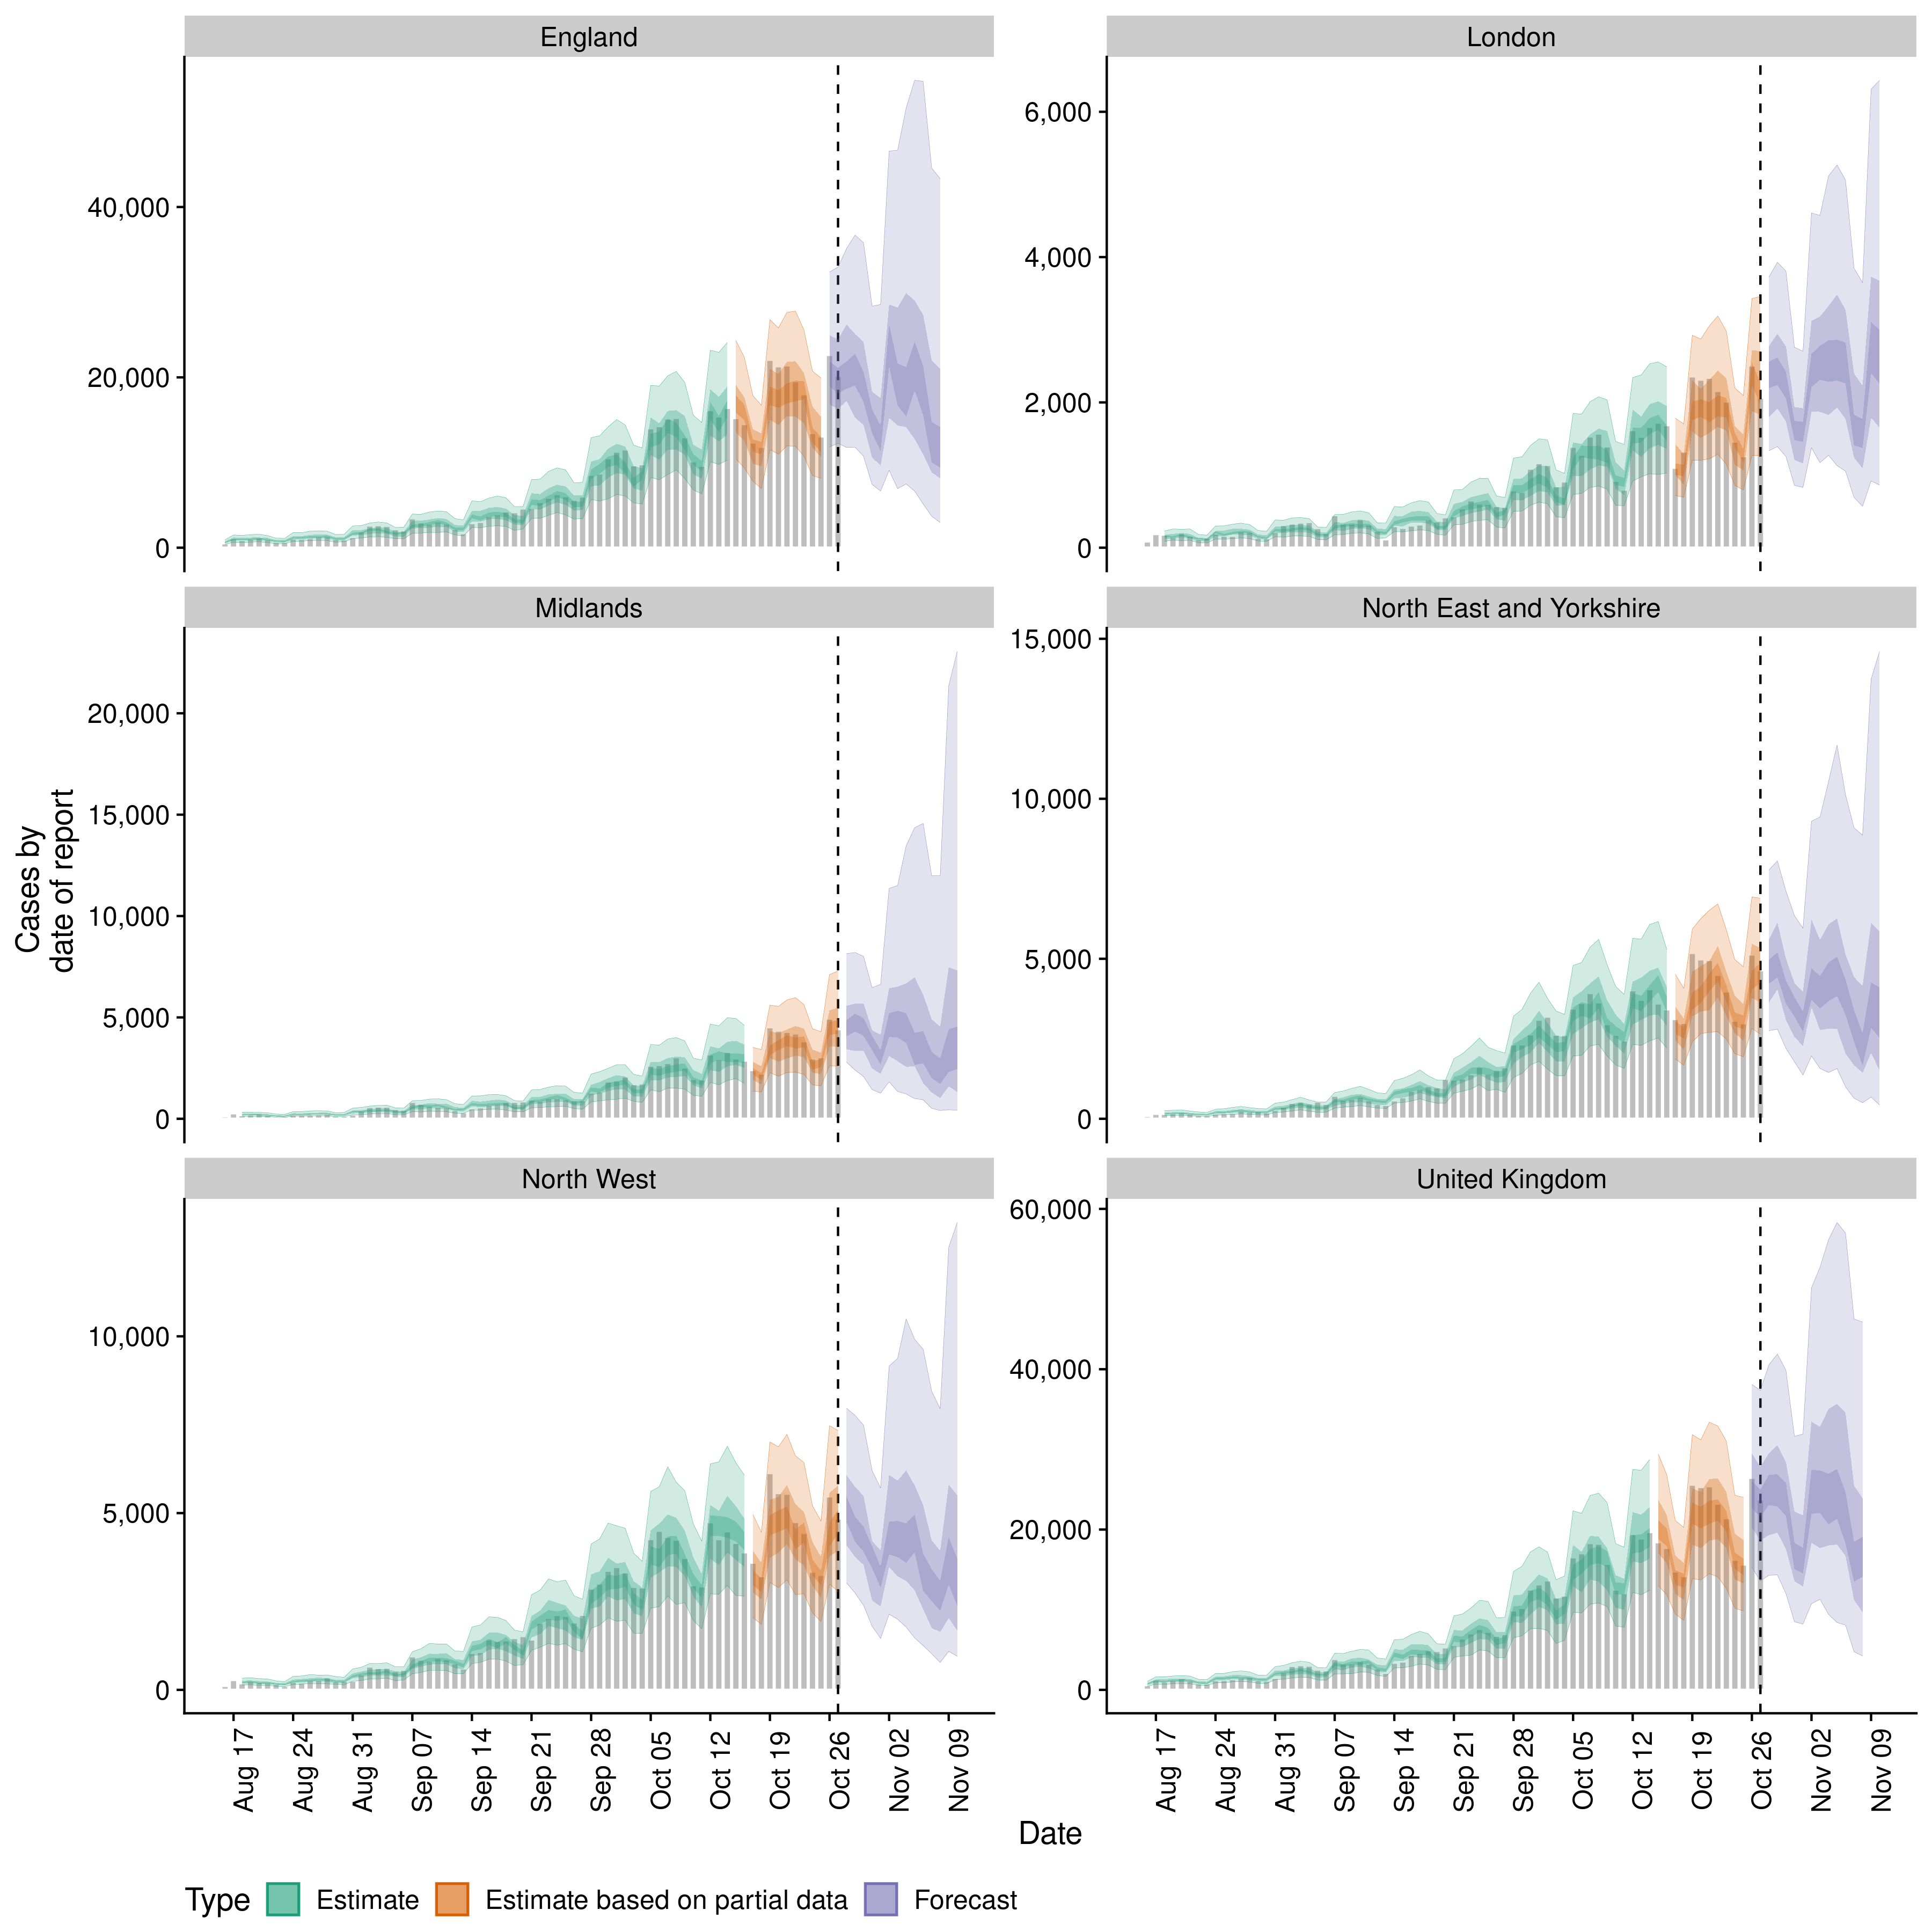 England
London
40,000
20,000
0
6,000
4,000
2,000
0
Midlands
North East and Yorkshire
20,000
15,000
10,000
5,000
0
15,000
10,000
5,000
0
Cases by
date of report
North West
United Kingdom
10,000
5,000
0
60,000
40,000
20,000
0
Aug 17
Aug 24
Aug 31
Sep 07
Sep 14
Sep 21
Sep 28
Oct 05
Oct 12
Oct 19
Oct 26
Nov 02
Nov 09
Aug 17
Aug 24
Aug 31
Sep 07
Sep 14
Sep 21
Sep 28
Oct 05
Oct 12
Oct 19
Oct 26
Nov 02
Nov 09
Date
Type Estimate Estimate based on partial data Forecast